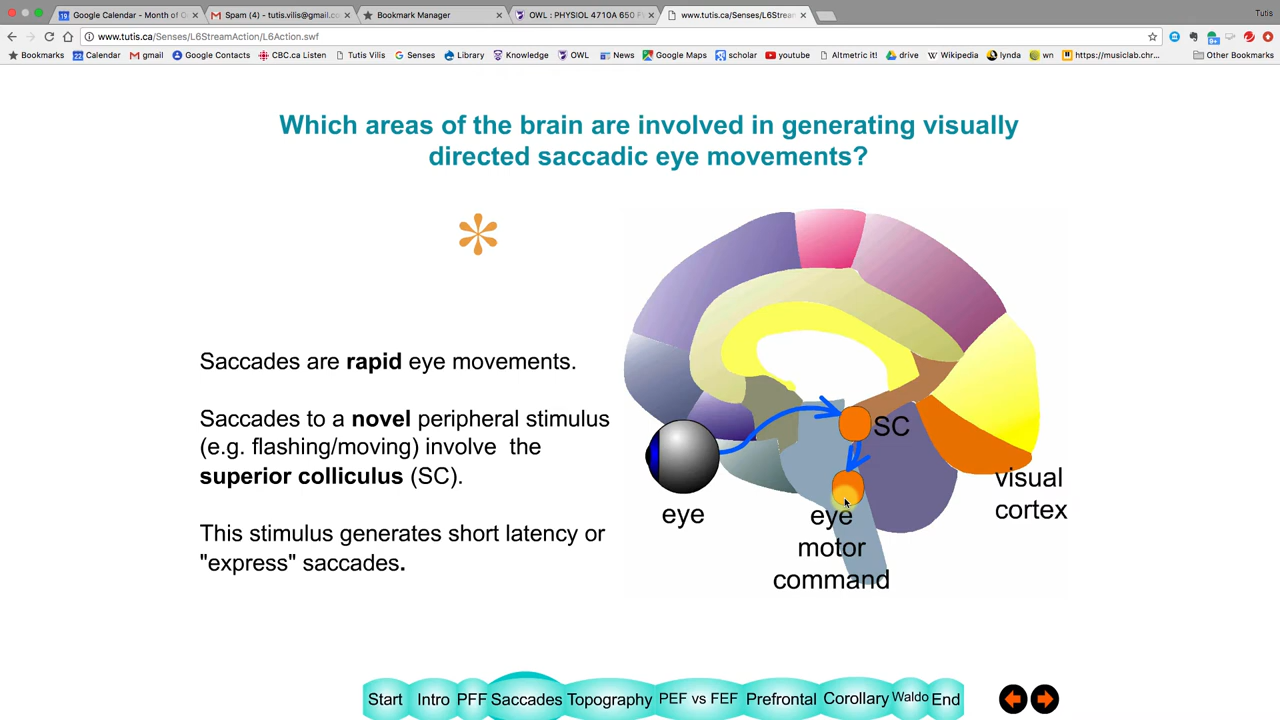 Google Calendar - Month of O
Spam (4) - tutis.vilis@gmail.co
Bookmark Manager
OWL : PHYSIOL 4710A 650 F
www.tutis.ca/Senses/L6Stream
Tutis
www.tutis.ca/Senses/L6StreamAction/L6Action.swf
Bookmarks
Calendar
gmail
Google Contacts
CBC.ca Listen
Tutis Vilis
Senses
Library
Knowledge
OWL
News
Google Maps
scholar
youtube
Altmetric it!
drive
Wikipedia
lynda
wn
https://musiclab.chr...
Other Bookmarks
Which areas of the brain are involved in generating visually
directed saccadic eye movements?
*
Saccades are rapid eye movements.
Saccades to a novel peripheral stimulus
(e.g. flashing/moving) involve the
superior colliculus (SC).
This stimulus generates short latency or
"express" saccades.
SC
visual
cortex
eye
eye
motor
command
Start
Intro
PFF
Saccades
Topography
PEF vs FEF
Prefrontal
Corollary
Waldo
End